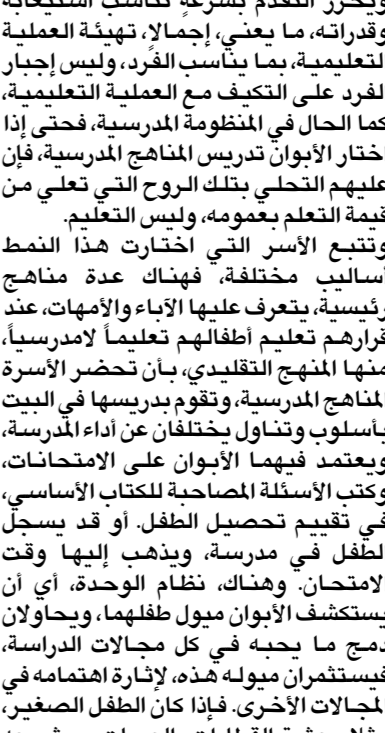 ويحرز التقدم بسرعةٍ تناسب استيعابه
وقدراته، ما يعني، إجمالا، تهيئة العملية
التعليمية، بما يناسب الفرد، وليس إجبار
الفرد على التكيف مع العملية التعليمية،
كما الحال في المنظومة المدرسية، فحتى إذا
اختار الأبوان تدريس المناهج المدرسية، فإن
عليهم التحلي بتلك الروح التي تعلي من
قيمة التعلم بعمومه، وليس التعليم.
وتتبع الأسر التي اختارت هذا النمط
أساليب مختلفة، فهناك عدة مناهج
رئيسية، يتعرف عليها الآباء والأمهات، عند
قرارهم تعليم أطفالهم تعليماً لامدرسياً،
منها المنهج التقليدي، بأن تحضر الأسرة
المناهج المدرسية، وتقوم بدريسها في البيت
بأسلوب وتناول يختلفان عن أداء المدرسة،
ويعتمد فيهما الأبوان على الامتحانات،
وكتب الأسئلة المصاحبة للكتاب الأساسي،
في تقييم تحصيل الطفل. أو قد يسجل
الطفل في مدرسة، ويذهب إليها وقت
الامتحان. وهناك، نظام الوحدة، أي أن
يستكشف الأبوان ميول طفلهما، ويحاولان
دمج ما يحبه في كل مجالات الدراسة،
فيستثمران ميوله هذه، لإثارة اهتمامه في
المجالات الأخرى. فإذا كان الطفل الصغير،